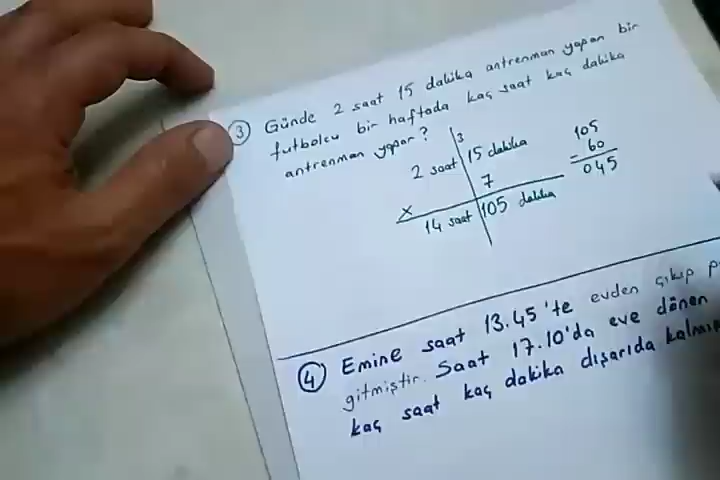 3 Günde 2 saat 15 dakika antrenman yapan bir
futbolcu bir haftada kaç saat kaç dakika
antrenman yapar?
3
2 saat 15 dakika
7
x
14 saat 105 dakika
105
60
= 045
4 Emine saat 13.45'te evden çıkıp
gitmiştir. Saat 17.10'da eve dönen
kaç saat kaç dakika dışarıda